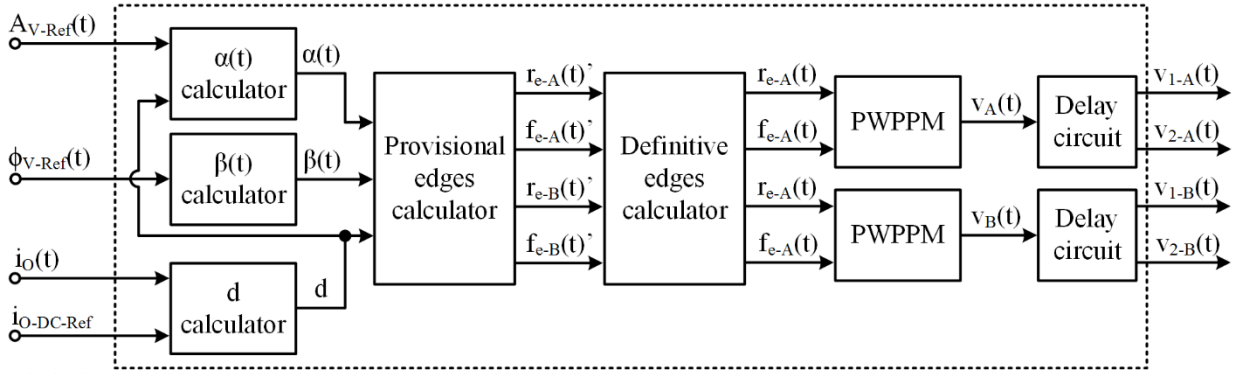 A_V-Ref(t)
ϕ_V-Ref(t)
i_O(t)
i_O-DC-Ref
α(t)
calculator
β(t)
calculator
d
calculator
α(t)
β(t)
d
Provisional
edges
calculator
r_e-A(t)’
f_e-A(t)’
r_e-B(t)’
f_e-B(t)’
Definitive
edges
calculator
r_e-A(t)
f_e-A(t)
r_e-A(t)
f_e-A(t)
PWPPM
PWPPM
v_A(t)
v_B(t)
Delay
circuit
Delay
circuit
v_1-A(t)
v_2-A(t)
v_1-B(t)
v_2-B(t)